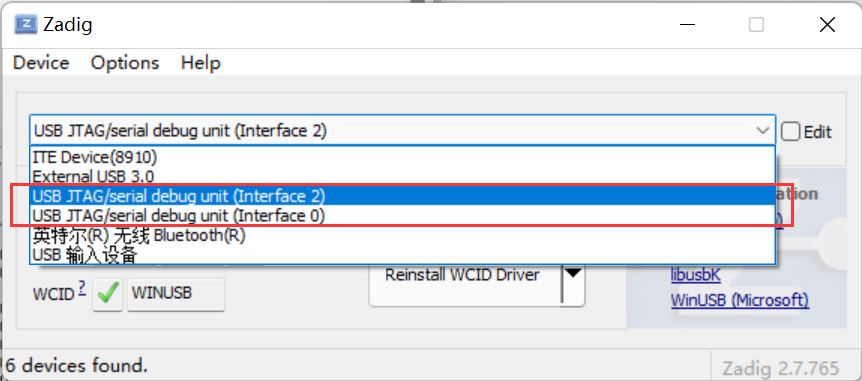 Zadig
Device Options Help
USB JTAG/serial debug unit (Interface 2)
Edit
ITE Device(8910)
External USB 3.0
USB JTAG/serial debug unit (Interface 2)
USB JTAG/serial debug unit (Interface 0)
英特尔(R) 无线 Bluetooth(R)
USB 输入设备
WCID ?
WINUSB
Reinstall WCID Driver
libusbK
WinUSB (Microsoft)
6 devices found.
Zadig 2.7.765